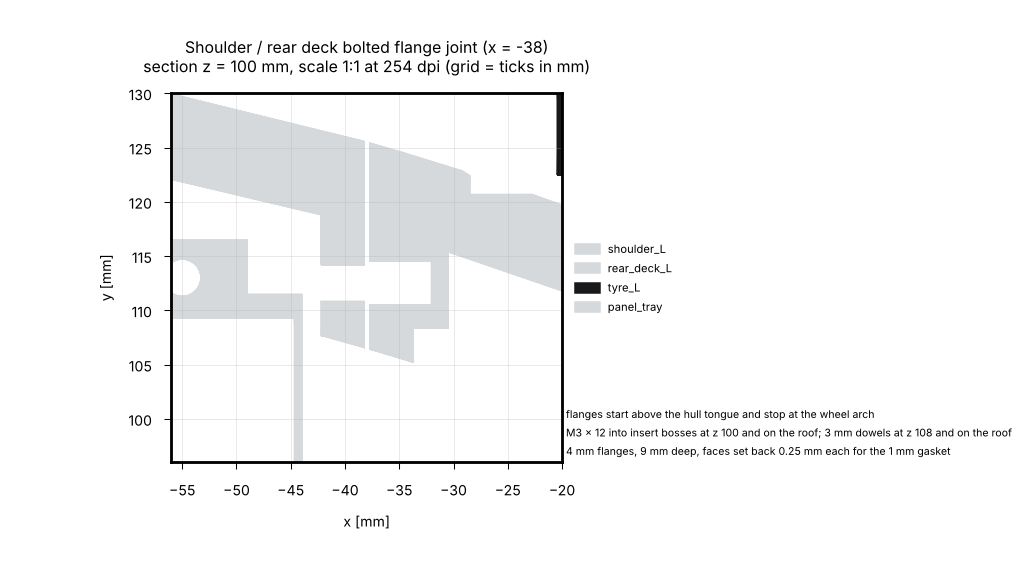 Shoulder / rear deck bolted flange joint (x = -38)
section z = 100 mm, scale 1:1 at 254 dpi (grid = ticks in mm)
130
125
120
115
110
105
100
y [mm]
−55
−50
−45
−40
−35
−30
−25
−20
x [mm]
shoulder_L
rear_deck_L
tyre_L
panel_tray
flanges start above the hull tongue and stop at the wheel arch
M3 × 12 into insert bosses at z 100 and on the roof; 3 mm dowels at z 108 and on the roof
4 mm flanges, 9 mm deep, faces set back 0.25 mm each for the 1 mm gasket